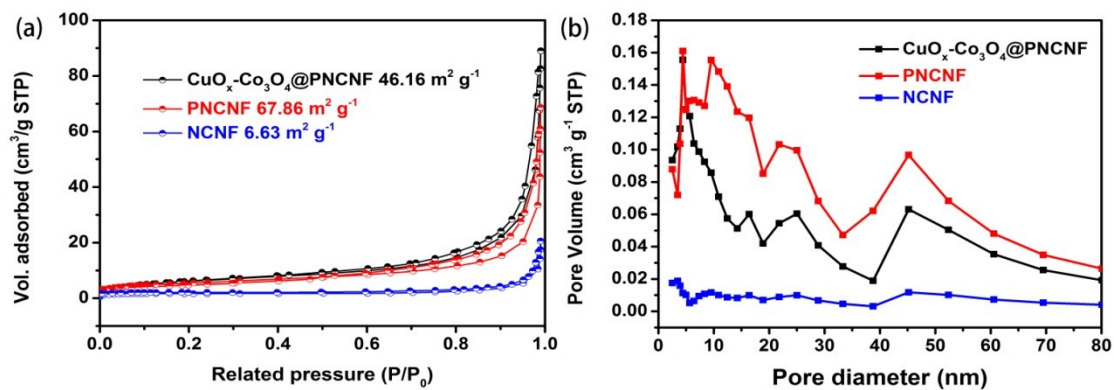 (a)
Vol. adsorbed (cm³/g STP)
100
80
60
40
20
0
CuOₓ-Co₃O₄@PNCNF 46.16 m² g⁻¹
PNCNF 67.86 m² g⁻¹
NCNF 6.63 m² g⁻¹
0.0 0.2 0.4 0.6 0.8 1.0
Related pressure (P/P₀)
(b)
Pore Volume (cm³ g⁻¹ STP)
0.18
0.16
0.14
0.12
0.10
0.08
0.06
0.04
0.02
0.00
CuOₓ-Co₃O₄@PNCNF
PNCNF
NCNF
0 10 20 30 40 50 60 70 80
Pore diameter (nm)